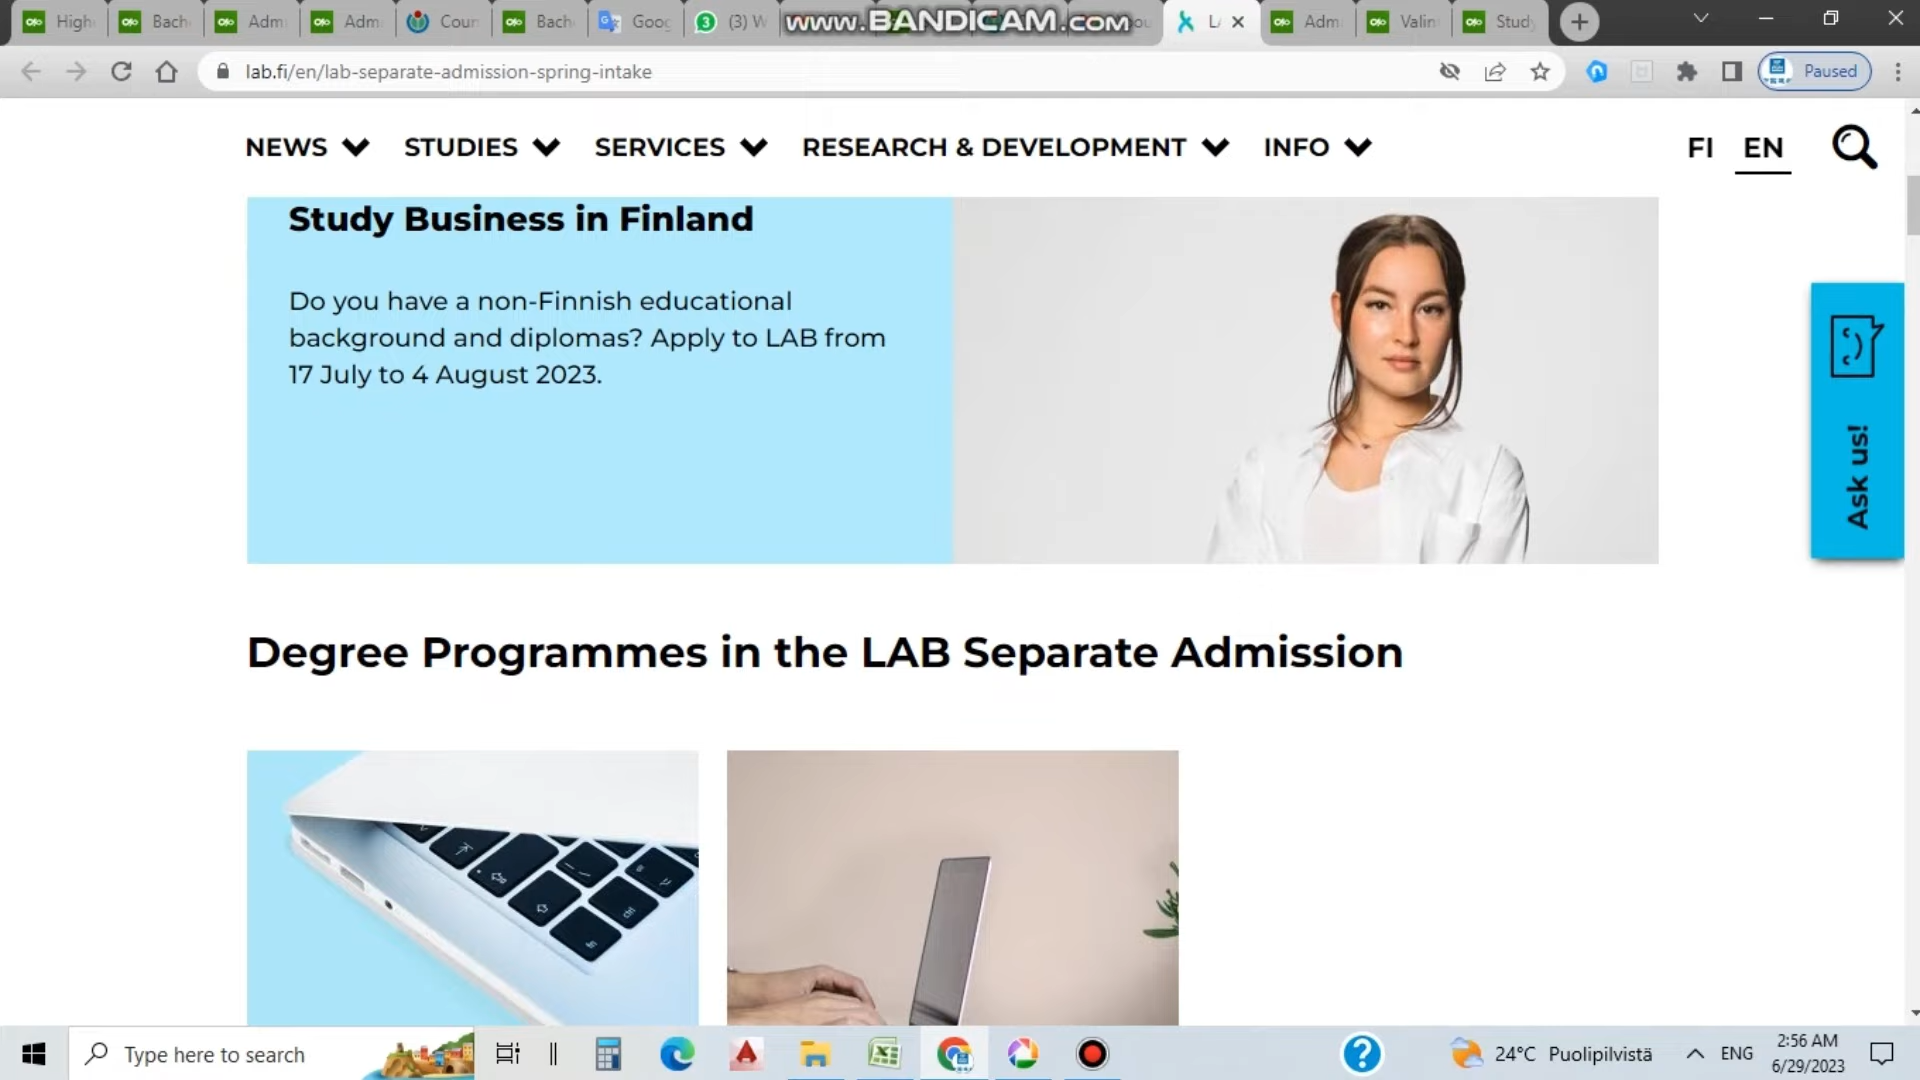 High
Bach
Adm
Adm
Coun
Bach
Goog
(3) W
www.BANDICAM.com
LA
Adm
Valin
Study
lab.fi/en/lab-separate-admission-spring-intake
Paused
NEWS
STUDIES
SERVICES
RESEARCH & DEVELOPMENT
INFO
FI
EN
Study Business in Finland
Do you have a non-Finnish educational
background and diplomas? Apply to LAB from
17 July to 4 August 2023.
Ask us!
Degree Programmes in the LAB Separate Admission
Type here to search
24°C Puolipilvistä
ENG
2:56 AM
6/29/2023